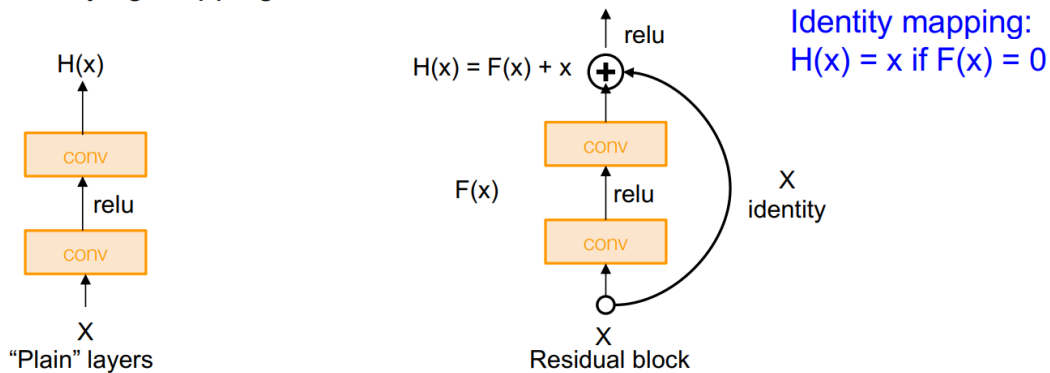 Identity mapping:
H(x) = x if F(x) = 0
H(x)
conv
relu
conv
X
“Plain” layers
relu
H(x) = F(x) + x
+
conv
F(x)
relu
conv
X
identity
X
Residual block